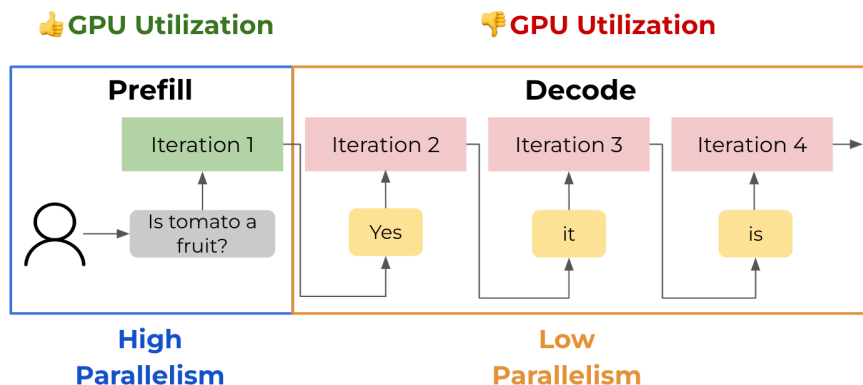 👍GPU Utilization
👎GPU Utilization
Prefill
Decode
Iteration 1
Iteration 2
Iteration 3
Iteration 4
Is tomato a
fruit?
Yes
it
is
High
Parallelism
Low
Parallelism